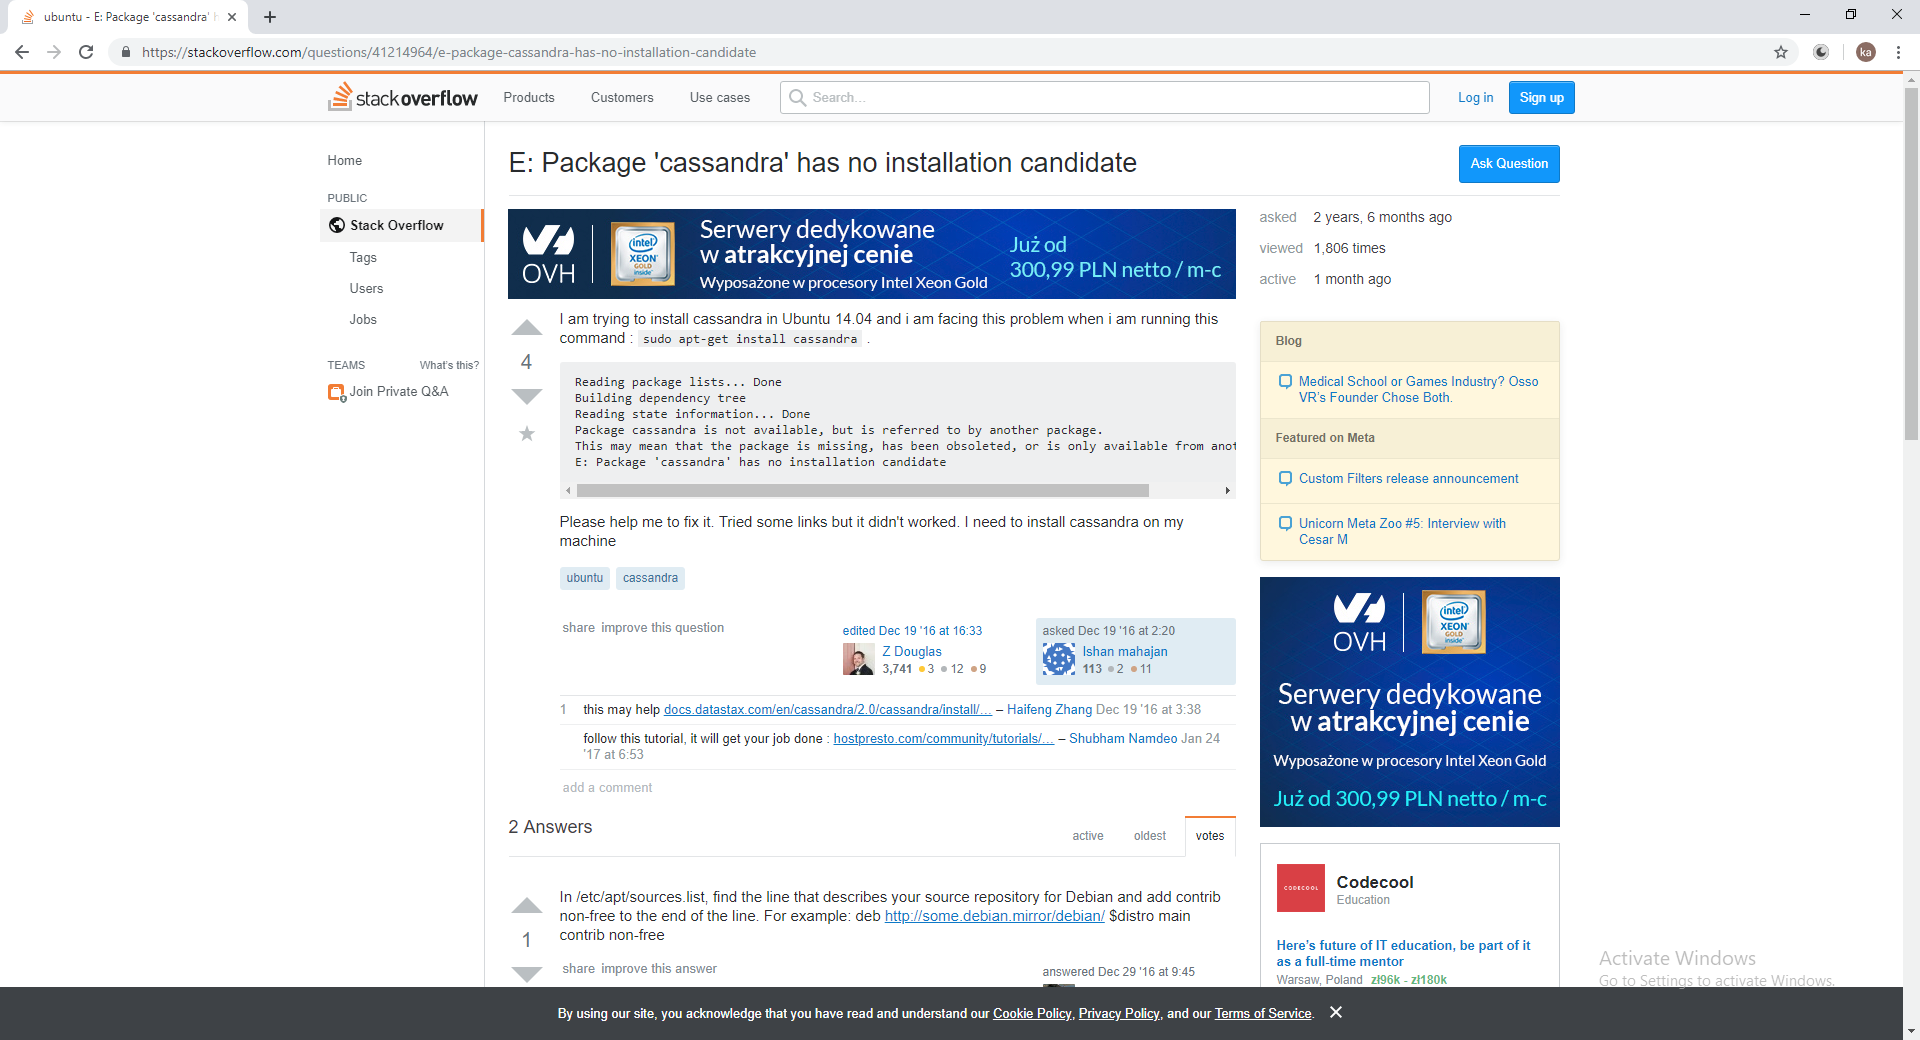 ubuntu - E: Package 'cassandra' h
https://stackoverflow.com/questions/41214964/e-package-cassandra-has-no-installation-candidate
ka
stackoverflow
Products
Customers
Use cases
Search...
Log in
Sign up
Home
PUBLIC
Stack Overflow
Tags
Users
Jobs
TEAMS
What's this?
Join Private Q&A
E: Package 'cassandra' has no installation candidate
Ask Question
OVH
intel
XEON
GOLD
inside
Serwery dedykowane
w atrakcyjnej cenie
Wyposażone w procesory Intel Xeon Gold
Już od
300,99 PLN netto / m-c
asked 2 years, 6 months ago
viewed 1,806 times
active 1 month ago
4
I am trying to install cassandra in Ubuntu 14.04 and i am facing this problem when i am running this
command : sudo apt-get install cassandra .
Reading package lists... Done
Building dependency tree
Reading state information... Done
Package cassandra is not available, but is referred to by another package.
This may mean that the package is missing, has been obsoleted, or is only available from anot
E: Package 'cassandra' has no installation candidate
Please help me to fix it. Tried some links but it didn't worked. I need to install cassandra on my
machine
ubuntu
cassandra
share improve this question
edited Dec 19 '16 at 16:33
Z Douglas
3,741 3 12 9
asked Dec 19 '16 at 2:20
Ishan mahajan
113 2 11
1 this may help docs.datastax.com/en/cassandra/2.0/cassandra/install/… – Haifeng Zhang Dec 19 '16 at 3:38
follow this tutorial, it will get your job done : hostpresto.com/community/tutorials/… – Shubham Namdeo Jan 24
'17 at 6:53
add a comment
2 Answers
active
oldest
votes
1
In /etc/apt/sources.list, find the line that describes your source repository for Debian and add contrib
non-free to the end of the line. For example: deb http://some.debian.mirror/debian/ $distro main
contrib non-free
share improve this answer
answered Dec 29 '16 at 9:45
Blog
Medical School or Games Industry? Osso
VR's Founder Chose Both.
Featured on Meta
Custom Filters release announcement
Unicorn Meta Zoo #5: Interview with
Cesar M
OVH
intel
XEON
GOLD
inside
Serwery dedykowane
w atrakcyjnej cenie
Wyposażone w procesory Intel Xeon Gold
Już od 300,99 PLN netto / m-c
CODECOOL
Codecool
Education
Here's future of IT education, be part of it
as a full-time mentor
Warsaw, Poland zł96k - zł180k
Activate Windows
Go to Settings to activate Windows.
By using our site, you acknowledge that you have read and understand our Cookie Policy, Privacy Policy, and our Terms of Service.